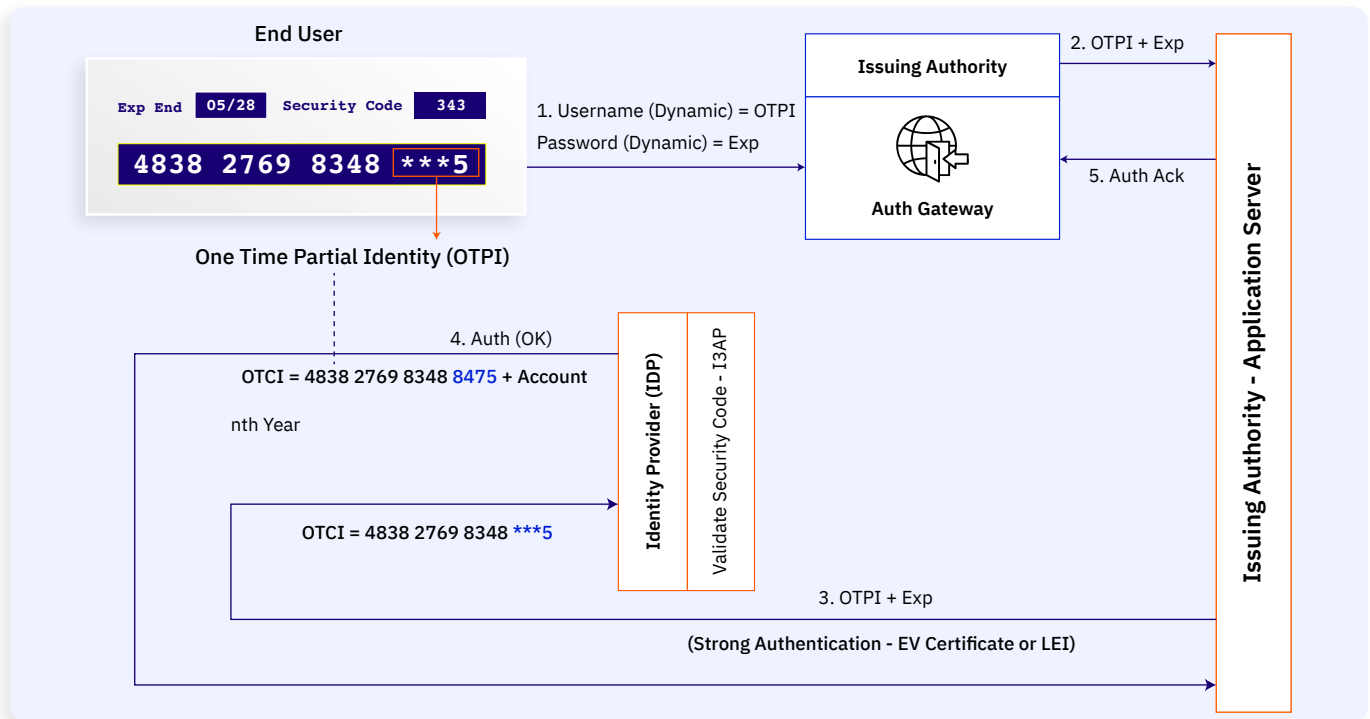 End User
Exp End 05/28 Security Code 343
4838 2769 8348 ***5
One Time Partial Identity (OTPI)
1. Username (Dynamic) = OTPI
Password (Dynamic) = Exp
Issuing Authority
Auth Gateway
2. OTPI + Exp
5. Auth Ack
Issuing Authority - Application Server
4. Auth (OK)
OTCI = 4838 2769 8348 8475 + Account
nth Year
OTCI = 4838 2769 8348 ***5
Identity Provider (IDP)
Validate Security Code - I3AP
3. OTPI + Exp
(Strong Authentication - EV Certificate or LEI)